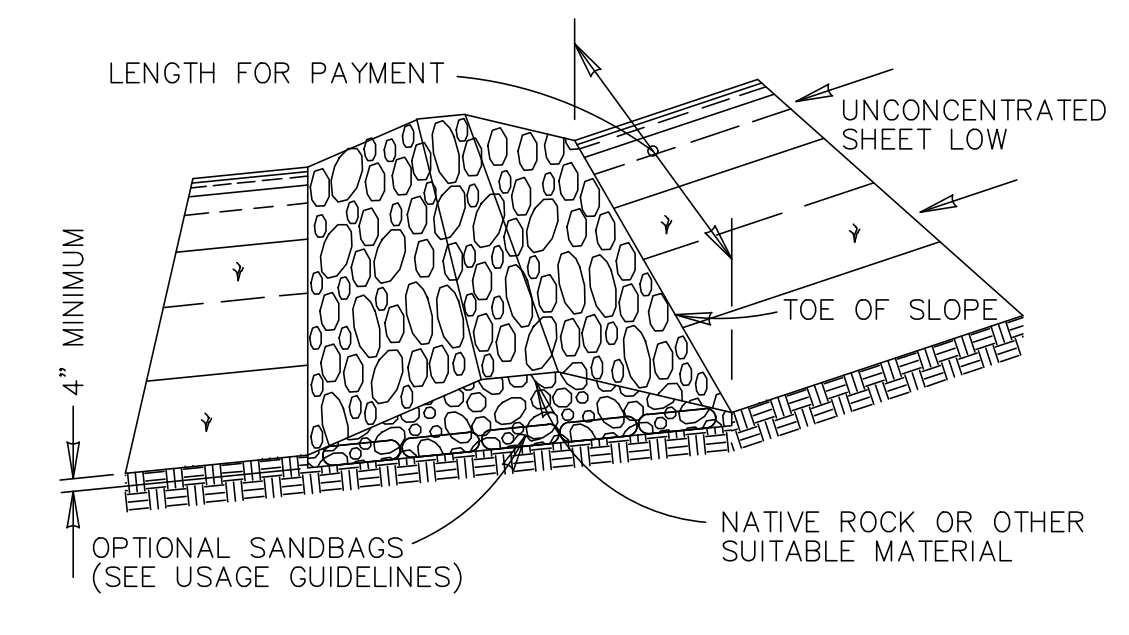 LENGTH FOR PAYMENT
UNCONCENTRATED
SHEET LOW
4” MINIMUM
TOE OF SLOPE
NATIVE ROCK OR OTHER
SUITABLE MATERIAL
OPTIONAL SANDBAGS
(SEE USAGE GUIDELINES)